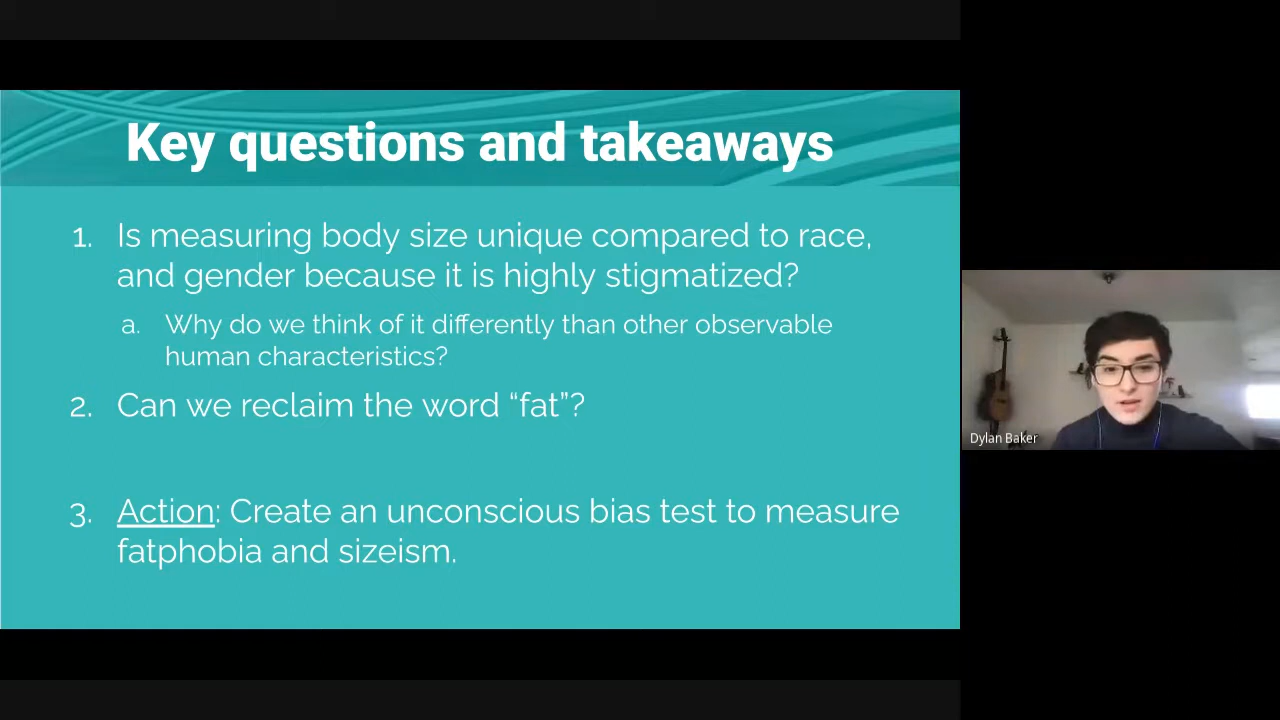 Key questions and takeaways
1. Is measuring body size unique compared to race,
and gender because it is highly stigmatized?
a. Why do we think of it differently than other observable
human characteristics?
2. Can we reclaim the word “fat”?
3. Action: Create an unconscious bias test to measure
fatphobia and sizeism.
Dylan Baker